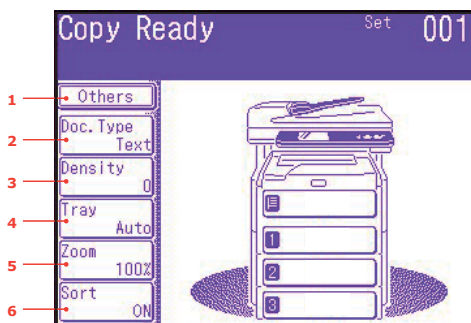 Copy Ready Set 001
1 Others
2 Doc.Type
Text
3 Density
0
4 Tray
Auto
5 Zoom
100%
6 Sort
ON
1
2
3